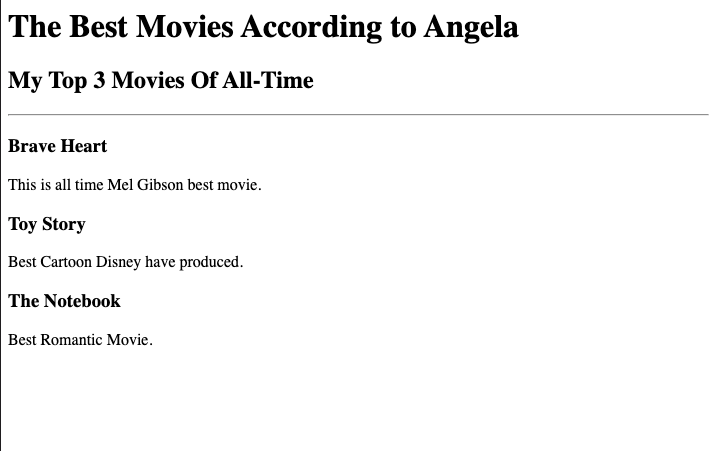 The Best Movies According to Angela
My Top 3 Movies Of All-Time
Brave Heart
This is all time Mel Gibson best movie.
Toy Story
Best Cartoon Disney have produced.
The Notebook
Best Romantic Movie.